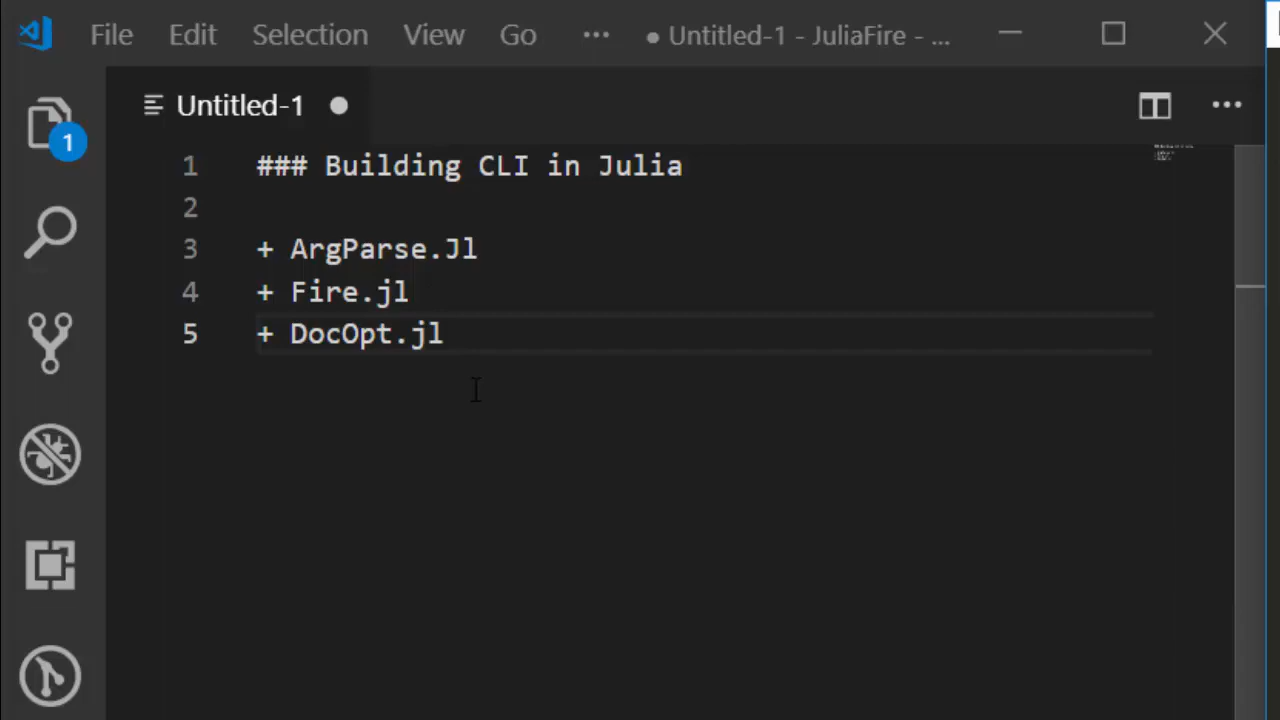 File Edit Selection View Go ··· ● Untitled-1 - JuliaFire - ...
Untitled-1
1
1 ### Building CLI in Julia
2
3 + ArgParse.Jl
4 + Fire.jl
5 + DocOpt.jl